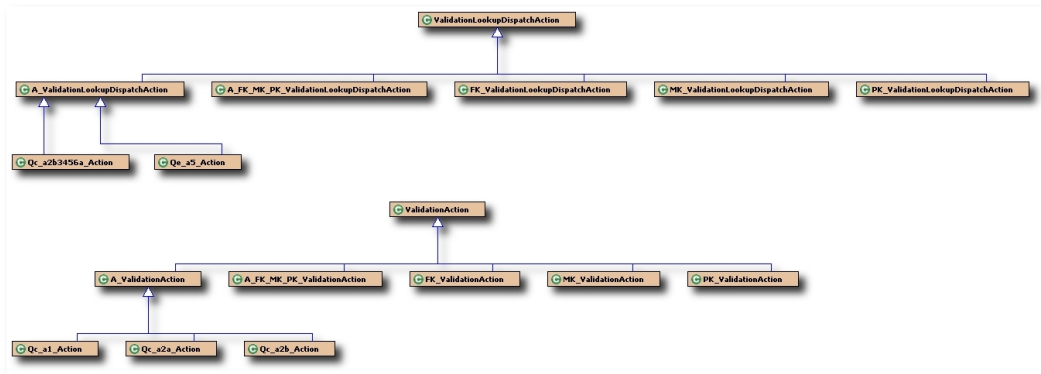 ValidationLookupDispatchAction
A_ValidationLookupDispatchAction
A_FK_MK_PK_ValidationLookupDispatchAction
FK_ValidationLookupDispatchAction
MK_ValidationLookupDispatchAction
PK_ValidationLookupDispatchAction
Qc_a2b3456a_Action
Qe_a5_Action
ValidationAction
A_ValidationAction
A_FK_MK_PK_ValidationAction
FK_ValidationAction
MK_ValidationAction
PK_ValidationAction
Qc_a1_Action
Qc_a2a_Action
Qc_a2b_Action